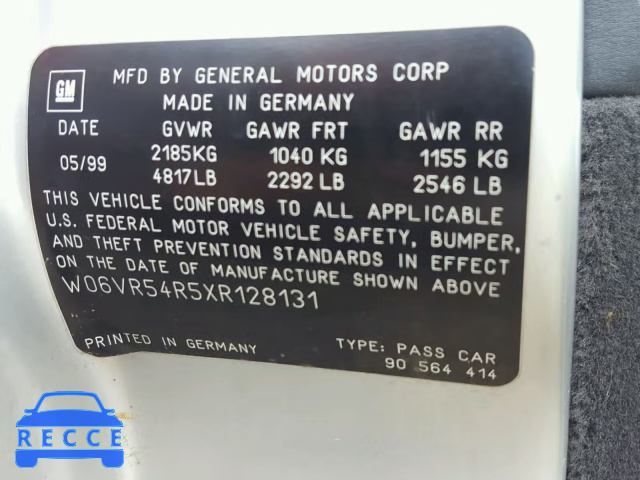 GM
MFD BY GENERAL MOTORS CORP
MADE IN GERMANY
DATE GVWR GAWR FRT GAWR RR
05/99 2185KG 1040 KG 1155 KG
4817LB 2292 LB 2546 LB
THIS VEHICLE CONFORMS TO ALL APPLICABLE
U.S. FEDERAL MOTOR VEHICLE SAFETY, BUMPER,
AND THEFT PREVENTION STANDARDS IN EFFECT
ON THE DATE OF MANUFACTURE SHOWN ABOVE
W06VR54R5XR128131
PRINTED IN GERMANY TYPE: PASS CAR
90 564 414
RECCE